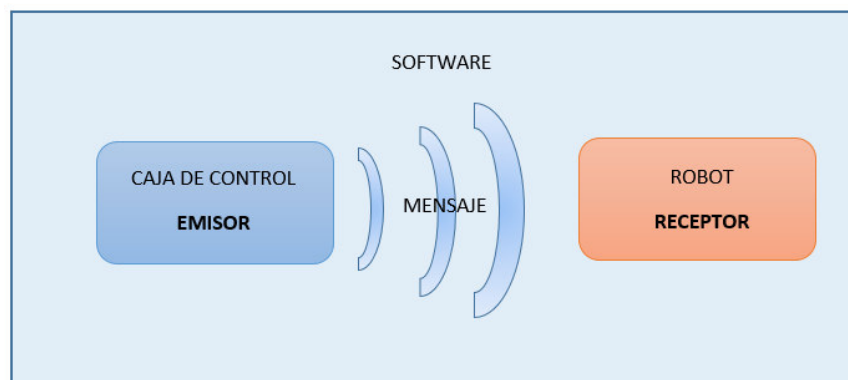 SOFTWARE
CAJA DE CONTROL
EMISOR
MENSAJE
ROBOT
RECEPTOR